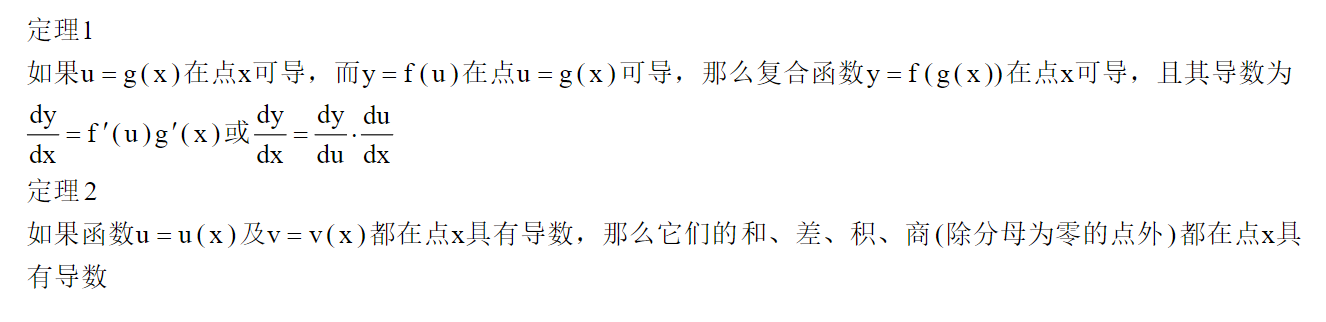 定理1
如果u = g(x)在点x可导，而y = f(u)在点u = g(x)可导，那么复合函数y = f(g(x))在点x可导，且其导数为
dy/dx = f′(u)g′(x)或dy/dx = dy/du · du/dx
定理2
如果函数u = u(x)及v = v(x)都在点x具有导数，那么它们的和、差、积、商(除分母为零的点外)都在点x具
有导数